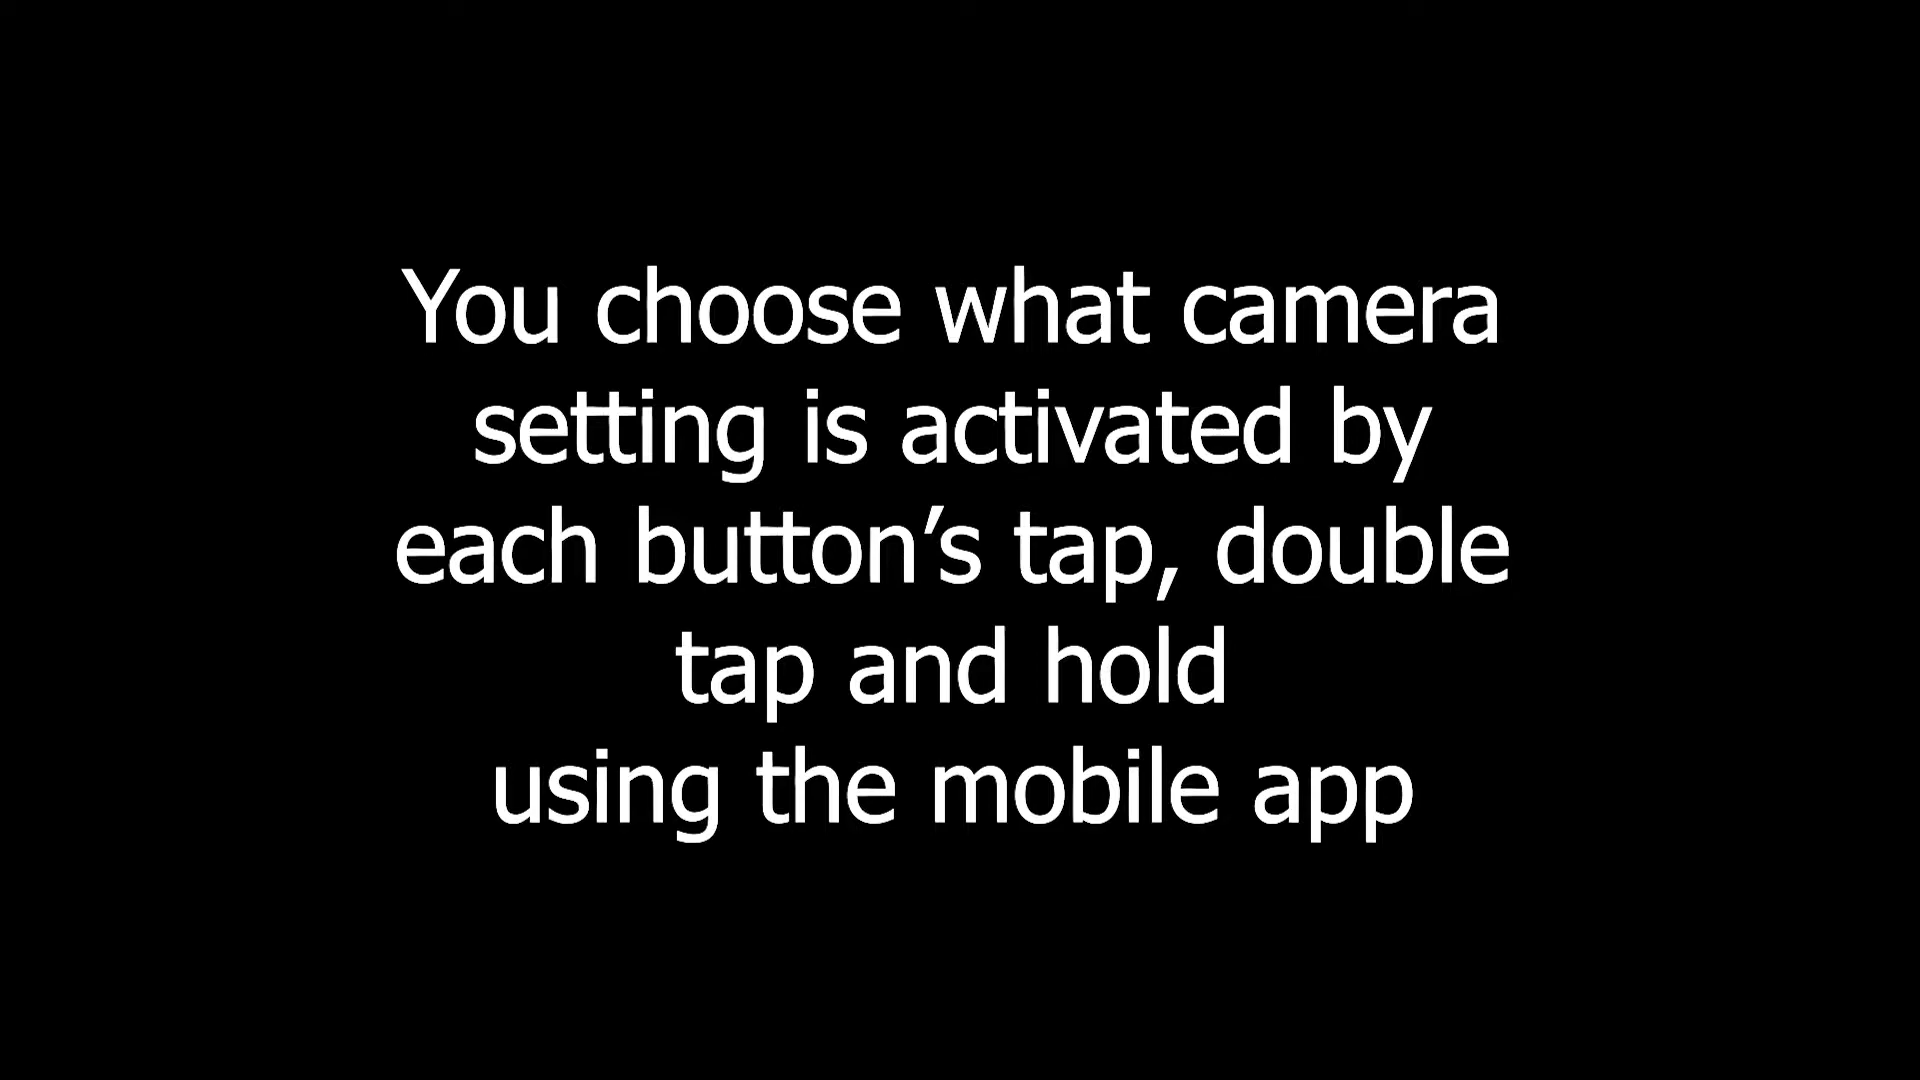 You choose what camera
setting is activated by
each button’s tap, double
tap and hold
using the mobile app